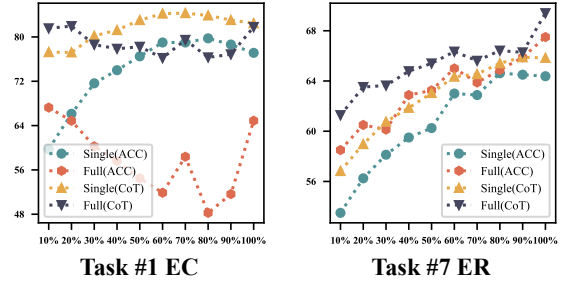 80
72
64
56
48
Single(ACC)
Full(ACC)
Single(CoT)
Full(CoT)
10% 20% 30% 40% 50% 60% 70% 80% 90% 100%
Task #1 EC
68
64
60
56
Single(ACC)
Full(ACC)
Single(CoT)
Full(CoT)
10% 20% 30% 40% 50% 60% 70% 80% 90% 100%
Task #7 ER